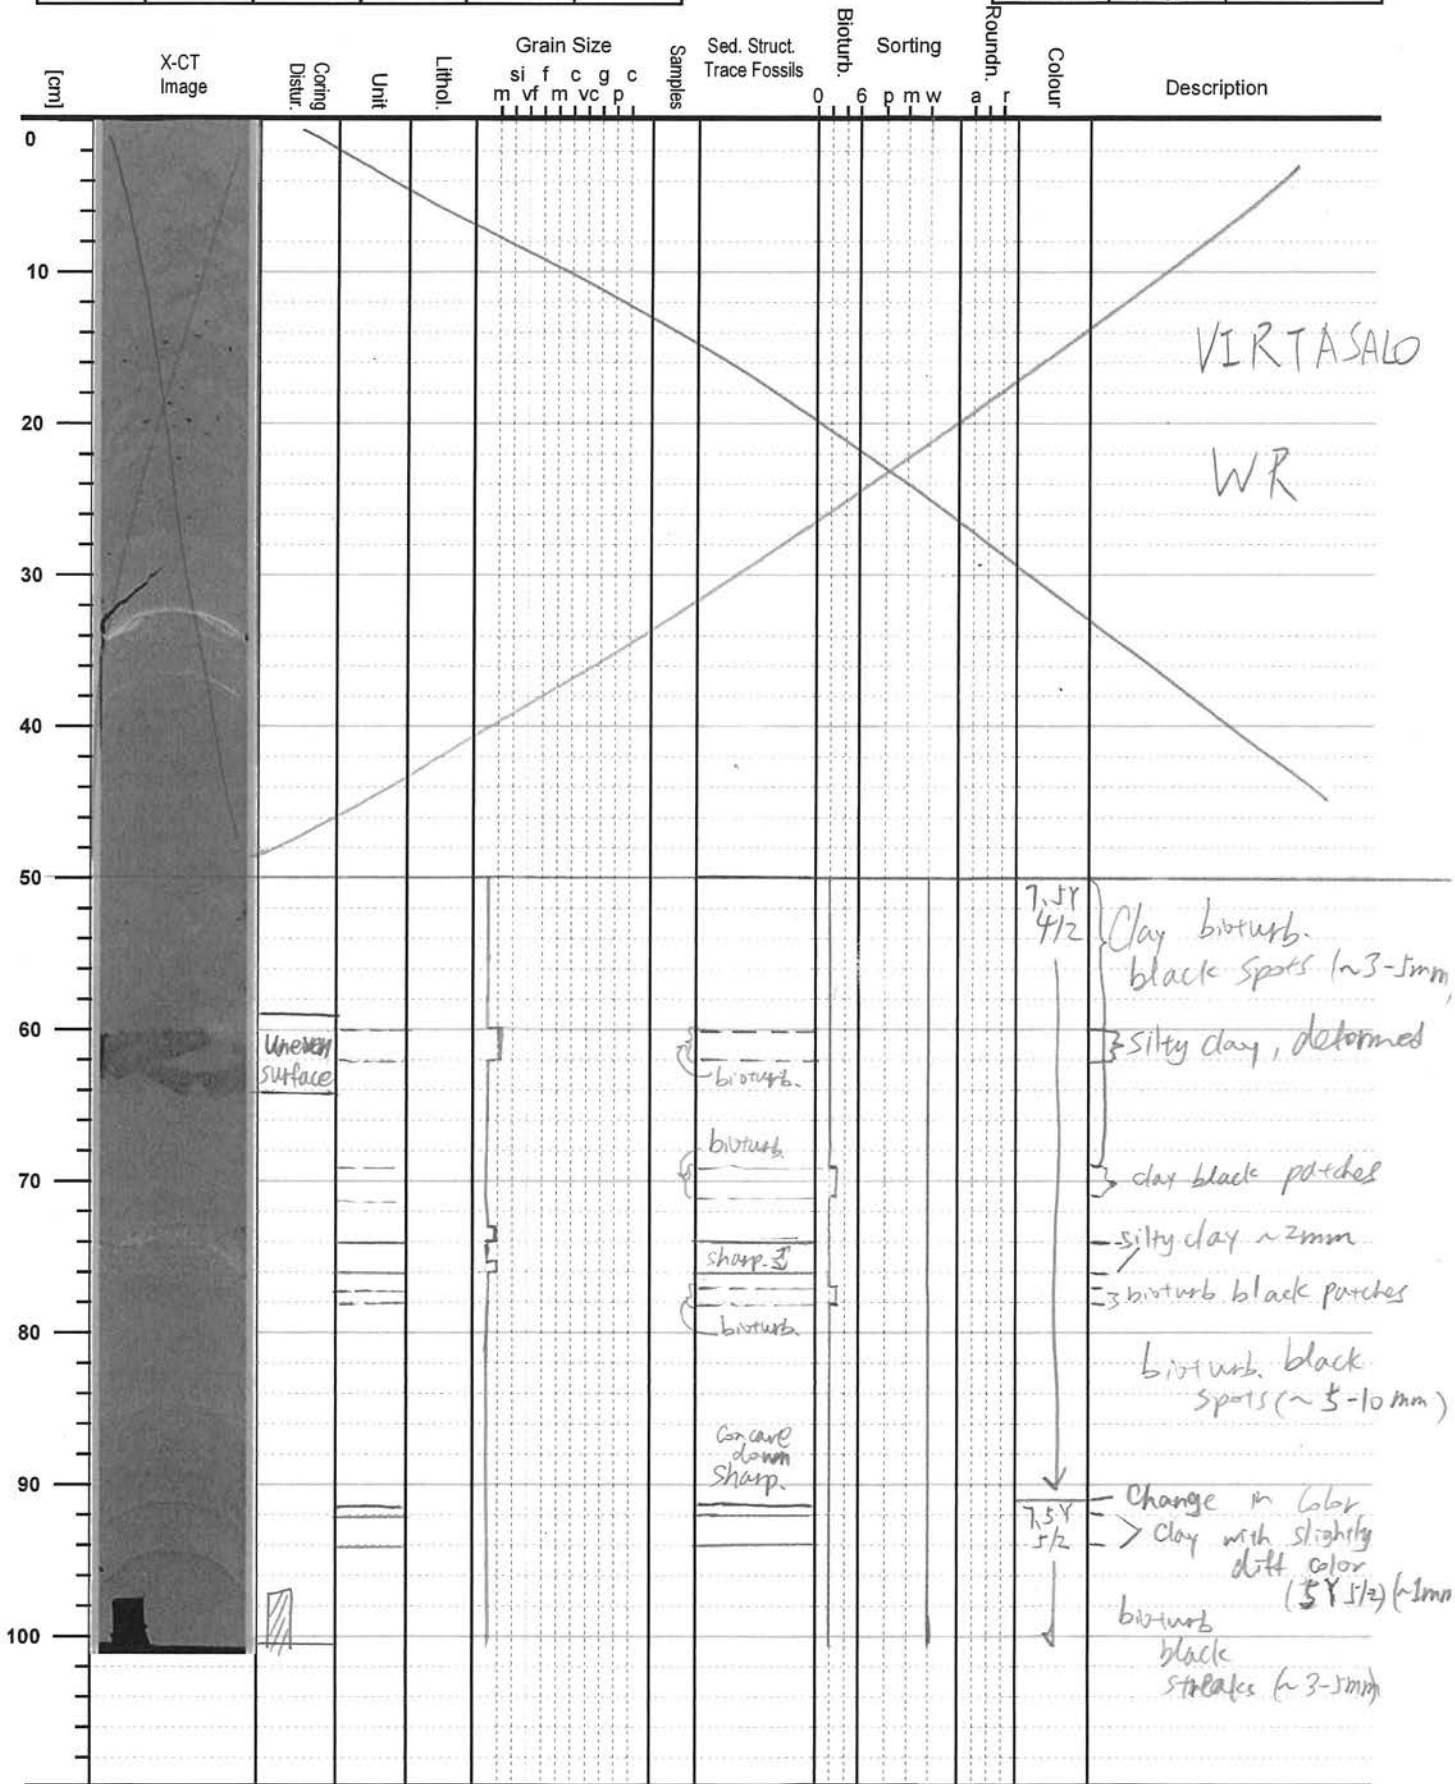 [cm]
X-CT
Image
Coring
Distur.
Unit
Lithol.
Grain Size
si f c g c
m vf m vc p
Samples
Sed. Struct.
Trace Fossils
Bioturb.
0 6
Sorting
p m w
Roundn.
a r
Colour
Description
0
10
VIRTASALO
20
WR
30
40
50
7.5Y
4/2
Clay bioturb.
black spots (~3-5mm)
60
Uneven
surface
bioturb.
silty clay, deformed
bioturb.
70
clay black patches
sharp.
silty clay ~2mm
bioturb black patches
80
bioturb.
bioturb. black
spots (~5-10mm)
Concave
down
sharp.
90
7.5Y
5/2
Change in color
Clay with slightly
diff color
(5Y 5/2) (~1mm
100
bioturb
black
streaks (~3-5mm)